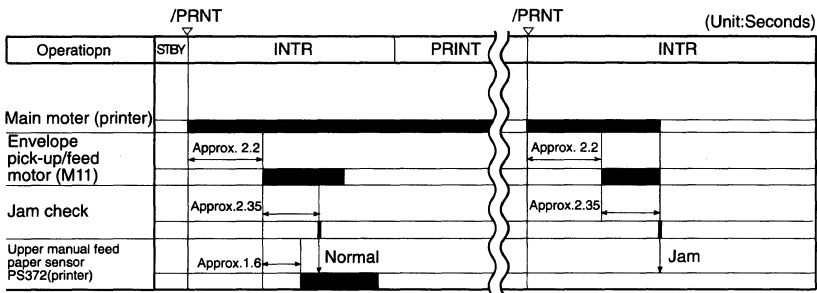 /PRNT /PRNT
(Unit:Seconds)
Operatiopn STBY INTR PRINT INTR
Main moter (printer)
Envelope
pick-up/feed
motor (M11)
Approx. 2.2 Approx. 2.2
Jam check
Approx.2.35 Approx.2.35
Upper manual feed
paper sensor
PS372(printer)
Approx.1.6 Normal Jam